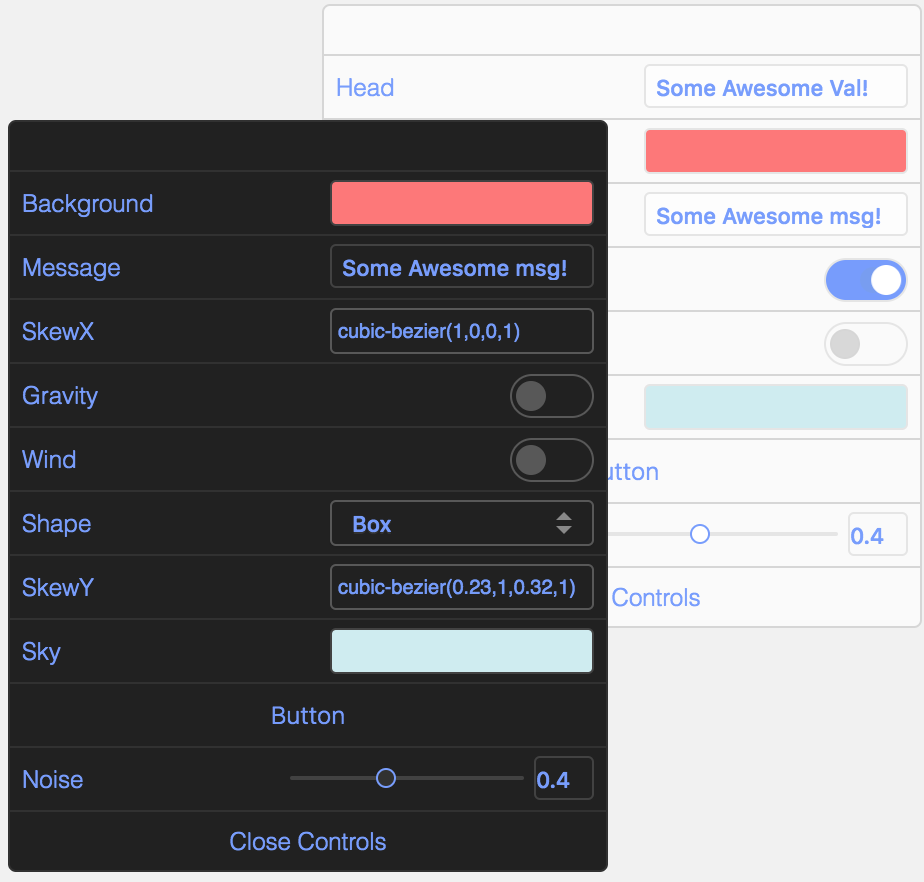 Head
Some Awesome Val!
Some Awesome msg!
utton
0.4
Controls
Background
Message
Some Awesome msg!
SkewX
cubic-bezier(1,0,0,1)
Gravity
Wind
Shape
Box
SkewY
cubic-bezier(0.23,1,0.32,1)
Sky
Button
Noise
0.4
Close Controls